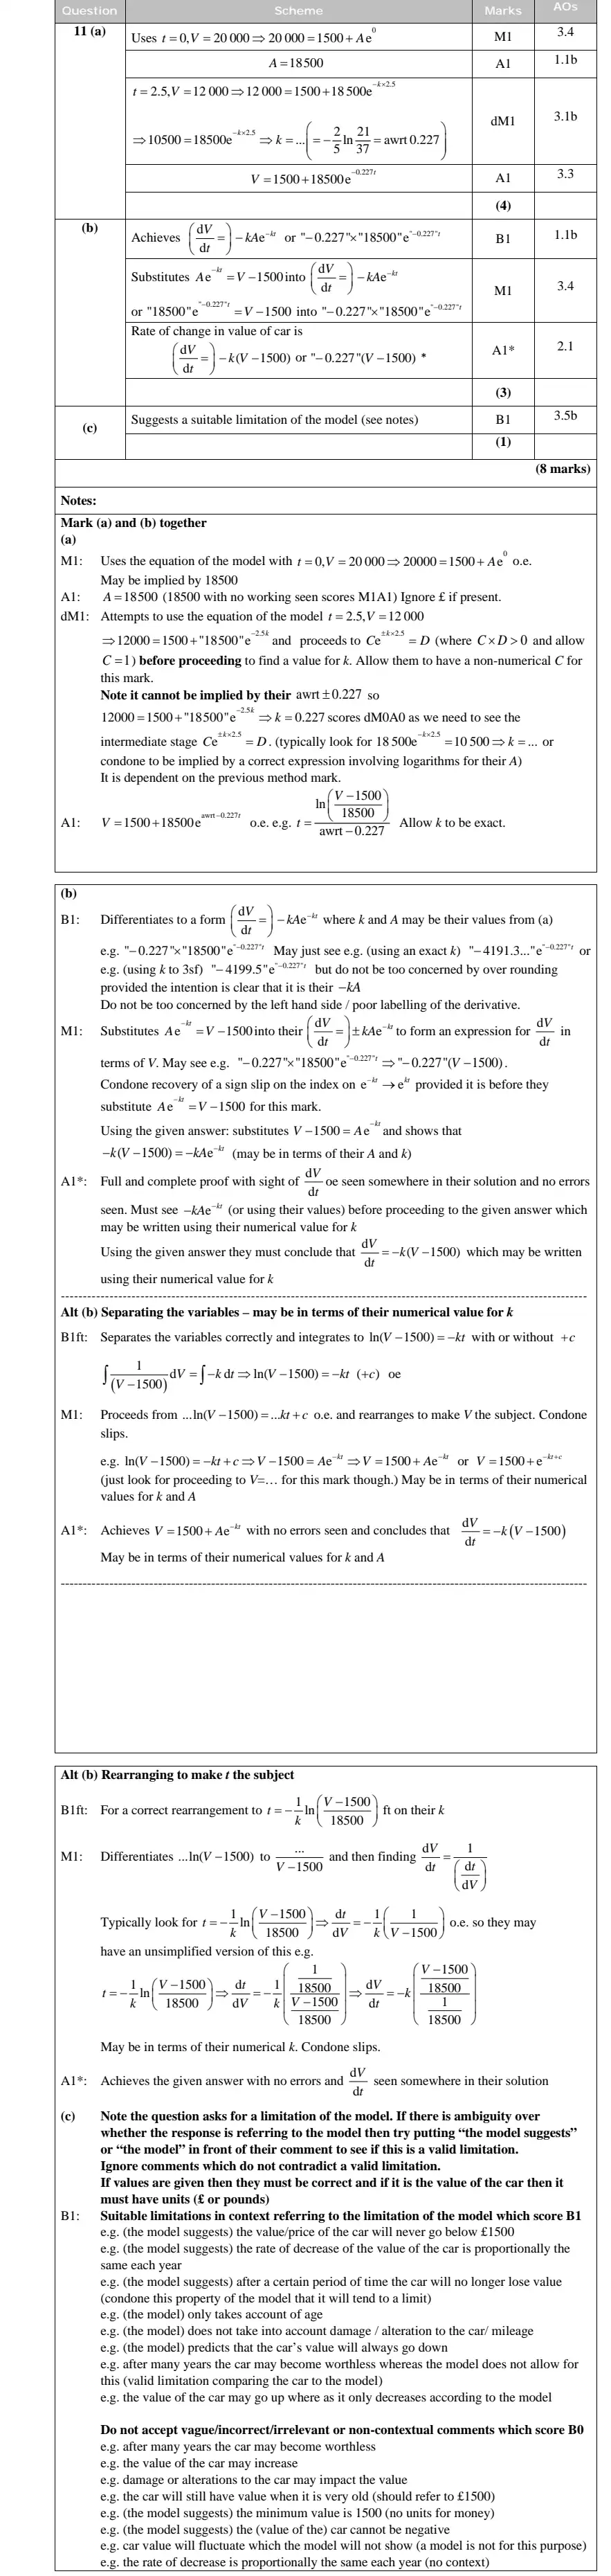 Question Scheme Marks AOs
11 (a) Uses t = 0, V = 20 000 ⇒ 20 000 = 1500 + Ae^0 M1 3.4
A = 18500 A1 1.1b
t = 2.5, V = 12 000 ⇒ 12 000 = 1500 + 18 500e^(−k×2.5)
⇒ 10500 = 18500e^(−k×2.5) ⇒ k = ... (= −2/5 ln 21/37 = awrt 0.227) dM1 3.1b
V = 1500 + 18500e^(−0.227t) A1 3.3
(4)
(b) Achieves (dV/dt =) −kAe^(−kt) or "−0.227"×"18500"e^("−0.227"t) B1 1.1b
Substitutes Ae^(−kt) = V − 1500 into (dV/dt =) −kAe^(−kt)
or "18500"e^("−0.227"t) = V − 1500 into "−0.227"×"18500"e^("−0.227"t) M1 3.4
Rate of change in value of car is
(dV/dt =) −k(V − 1500) or "−0.227"(V − 1500) * A1* 2.1
(3)
(c) Suggests a suitable limitation of the model (see notes) B1 3.5b
(1)
(8 marks)
Notes:
Mark (a) and (b) together
(a)
M1: Uses the equation of the model with t = 0, V = 20 000 ⇒ 20000 = 1500 + Ae^0 o.e.
May be implied by 18500
A1: A = 18500 (18500 with no working seen scores M1A1) Ignore £ if present.
dM1: Attempts to use the equation of the model t = 2.5, V = 12 000
⇒ 12000 = 1500 + "18500"e^(−2.5k) and proceeds to Ce^(±k×2.5) = D (where C × D > 0 and allow
C = 1) before proceeding to find a value for k. Allow them to have a non-numerical C for
this mark.
Note it cannot be implied by their awrt ± 0.227 so
12000 = 1500 + "18500"e^(−2.5k) ⇒ k = 0.227 scores dM0A0 as we need to see the
intermediate stage Ce^(±k×2.5) = D. (typically look for 18 500e^(−k×2.5) = 10 500 ⇒ k = ... or
condone to be implied by a correct expression involving logarithms for their A)
It is dependent on the previous method mark.
A1: V = 1500 + 18500e^(awrt−0.227t) o.e. e.g. t = ln((V − 1500)/18500)/(awrt − 0.227) Allow k to be exact.
(b)
B1: Differentiates to a form (dV/dt =) −kAe^(−kt) where k and A may be their values from (a)
e.g. "−0.227"×"18500"e^("−0.227"t) May just see e.g. (using an exact k) "−4191.3..."e^("−0.227"t) or
e.g. (using k to 3sf) "−4199.5"e^("−0.227"t) but do not be too concerned by over rounding
provided the intention is clear that it is their −kA
Do not be too concerned by the left hand side / poor labelling of the derivative.
M1: Substitutes Ae^(−kt) = V − 1500 into their (dV/dt =) ± kAe^(−kt) to form an expression for dV/dt in
terms of V. May see e.g. "−0.227"×"18500"e^("−0.227"t) ⇒ "−0.227"(V − 1500).
Condone recovery of a sign slip on the index on e^(−kt) → e^(kt) provided it is before they
substitute Ae^(−kt) = V − 1500 for this mark.
Using the given answer: substitutes V − 1500 = Ae^(−kt) and shows that
−k(V − 1500) = −kAe^(−kt) (may be in terms of their A and k)
A1*: Full and complete proof with sight of dV/dt oe seen somewhere in their solution and no errors
seen. Must see −kAe^(−kt) (or using their values) before proceeding to the given answer which
may be written using their numerical value for k
Using the given answer they must conclude that dV/dt = −k(V − 1500) which may be written
using their numerical value for k
Alt (b) Separating the variables – may be in terms of their numerical value for k
B1ft: Separates the variables correctly and integrates to ln(V − 1500) = −kt with or without +c
∫ 1/(V − 1500) dV = ∫ −k dt ⇒ ln(V − 1500) = −kt (+c) oe
M1: Proceeds from ...ln(V − 1500) = ...kt + c o.e. and rearranges to make V the subject. Condone
slips.
e.g. ln(V − 1500) = −kt + c ⇒ V − 1500 = Ae^(−kt) ⇒ V = 1500 + Ae^(−kt) or V = 1500 + e^(−kt+c)
(just look for proceeding to V=… for this mark though.) May be in terms of their numerical
values for k and A
A1*: Achieves V = 1500 + Ae^(−kt) with no errors seen and concludes that dV/dt = −k(V − 1500)
May be in terms of their numerical values for k and A
Alt (b) Rearranging to make t the subject
B1ft: For a correct rearrangement to t = −1/k ln((V − 1500)/18500) ft on their k
M1: Differentiates ...ln(V − 1500) to .../(V − 1500) and then finding dV/dt = 1/(dt/dV)
Typically look for t = −1/k ln((V − 1500)/18500) ⇒ dt/dV = −1/k (1/(V − 1500)) o.e. so they may
have an unsimplified version of this e.g.
t = −1/k ln((V − 1500)/18500) ⇒ dt/dV = −1/k ((1/18500)/((V − 1500)/18500)) ⇒ dV/dt = −k (((V − 1500)/18500)/(1/18500))
May be in terms of their numerical k. Condone slips.
A1*: Achieves the given answer with no errors and dV/dt seen somewhere in their solution
(c) Note the question asks for a limitation of the model. If there is ambiguity over
whether the response is referring to the model then try putting “the model suggests”
or “the model” in front of their comment to see if this is a valid limitation.
Ignore comments which do not contradict a valid limitation.
If values are given then they must be correct and if it is the value of the car then it
must have units (£ or pounds)
B1: Suitable limitations in context referring to the limitation of the model which score B1
e.g. (the model suggests) the value/price of the car will never go below £1500
e.g. (the model suggests) the rate of decrease of the value of the car is proportionally the
same each year
e.g. (the model suggests) after a certain period of time the car will no longer lose value
(condone this property of the model that it will tend to a limit)
e.g. (the model) only takes account of age
e.g. (the model) does not take into account damage / alteration to the car/ mileage
e.g. (the model) predicts that the car’s value will always go down
e.g. after many years the car may become worthless whereas the model does not allow for
this (valid limitation comparing the car to the model)
e.g. the value of the car may go up where as it only decreases according to the model
Do not accept vague/incorrect/irrelevant or non-contextual comments which score B0
e.g. after many years the car may become worthless
e.g. the value of the car may increase
e.g. damage or alterations to the car may impact the value
e.g. the car will still have value when it is very old (should refer to £1500)
e.g. (the model suggests) the minimum value is 1500 (no units for money)
e.g. (the model suggests) the (value of the) car cannot be negative
e.g. car value will fluctuate which the model will not show (a model is not for this purpose)
e.g. the rate of decrease is proportionally the same each year (no context)